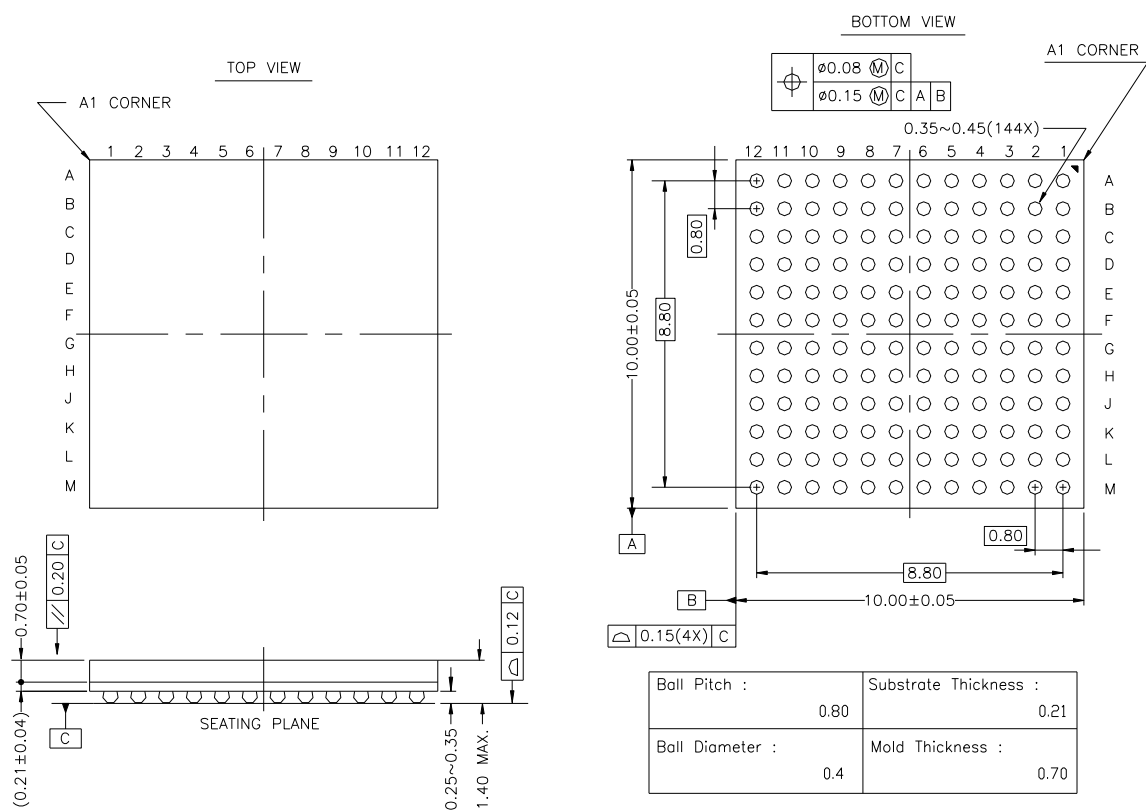 TOP VIEW
A1 CORNER
1 2 3 4 5 6 7 8 9 10 11 12
A
B
C
D
E
F
G
H
J
K
L
M
BOTTOM VIEW
A1 CORNER
⌀0.08 Ⓜ C
⌀0.15 Ⓜ C A B
0.35~0.45(144X)
12 11 10 9 8 7 6 5 4 3 2 1
A
B
C
D
E
F
G
H
J
K
L
M
0.80
8.80
10.00±0.05
A
0.80
8.80
B
10.00±0.05
0.15(4X) C
0.70±0.05
(0.21±0.04)
// 0.20 C
C
SEATING PLANE
0.25~0.35
1.40 MAX.
0.12 C
Ball Pitch :
0.80
Substrate Thickness :
0.21
Ball Diameter :
0.4
Mold Thickness :
0.70